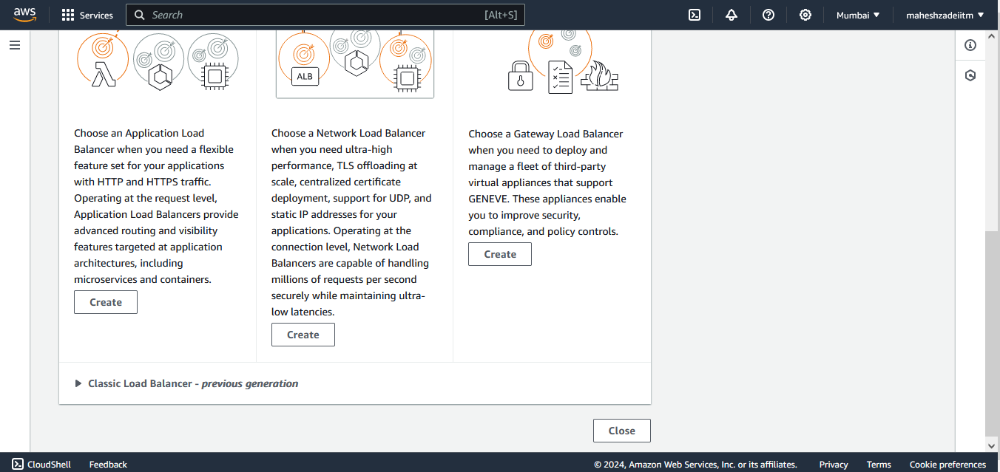 aws
Services
Search
[Alt+S]
Mumbai
maheshzadeiitm
ALB
Choose an Application Load
Balancer when you need a flexible
feature set for your applications
with HTTP and HTTPS traffic.
Operating at the request level,
Application Load Balancers provide
advanced routing and visibility
features targeted at application
architectures, including
microservices and containers.
Create
Choose a Network Load Balancer
when you need ultra-high
performance, TLS offloading at
scale, centralized certificate
deployment, support for UDP, and
static IP addresses for your
applications. Operating at the
connection level, Network Load
Balancers are capable of handling
millions of requests per second
securely while maintaining ultra-
low latencies.
Create
Choose a Gateway Load Balancer
when you need to deploy and
manage a fleet of third-party
virtual appliances that support
GENEVE. These appliances enable
you to improve security,
compliance, and policy controls.
Create
Classic Load Balancer - previous generation
Close
CloudShell
Feedback
© 2024, Amazon Web Services, Inc. or its affiliates.
Privacy
Terms
Cookie preferences